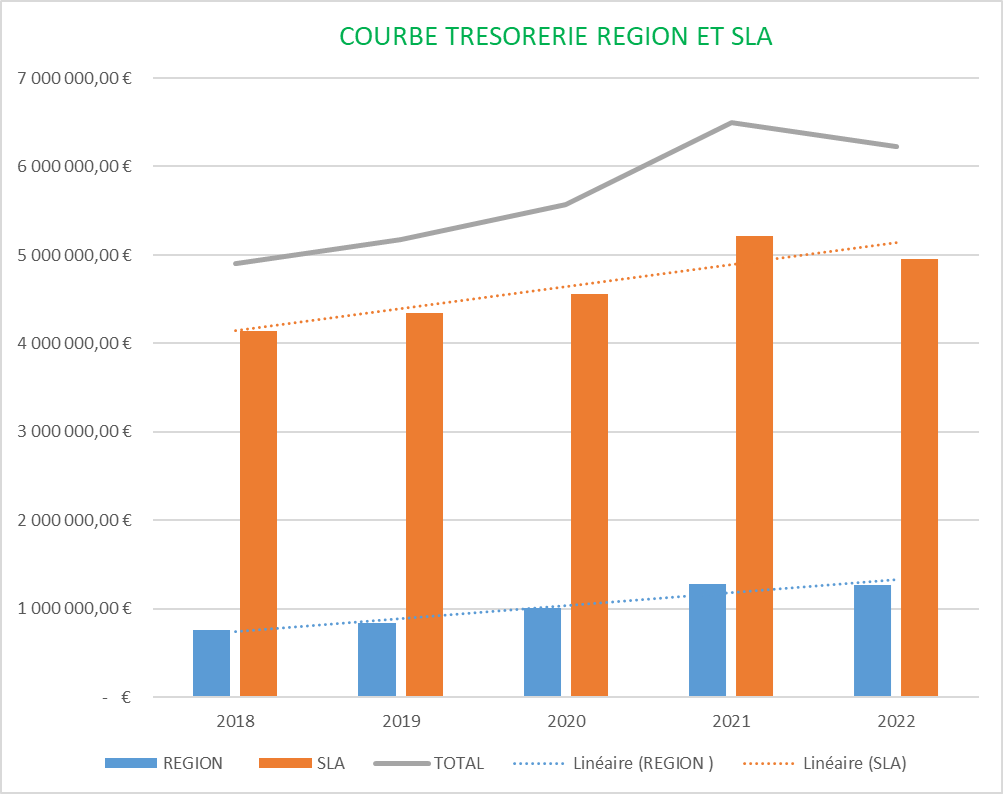 COURBE TRESORERIE REGION ET SLA
7 000 000,00 €
6 000 000,00 €
5 000 000,00 €
4 000 000,00 €
3 000 000,00 €
2 000 000,00 €
1 000 000,00 €
- €
2018 2019 2020 2021 2022
REGION SLA TOTAL Linéaire (REGION ) Linéaire (SLA)